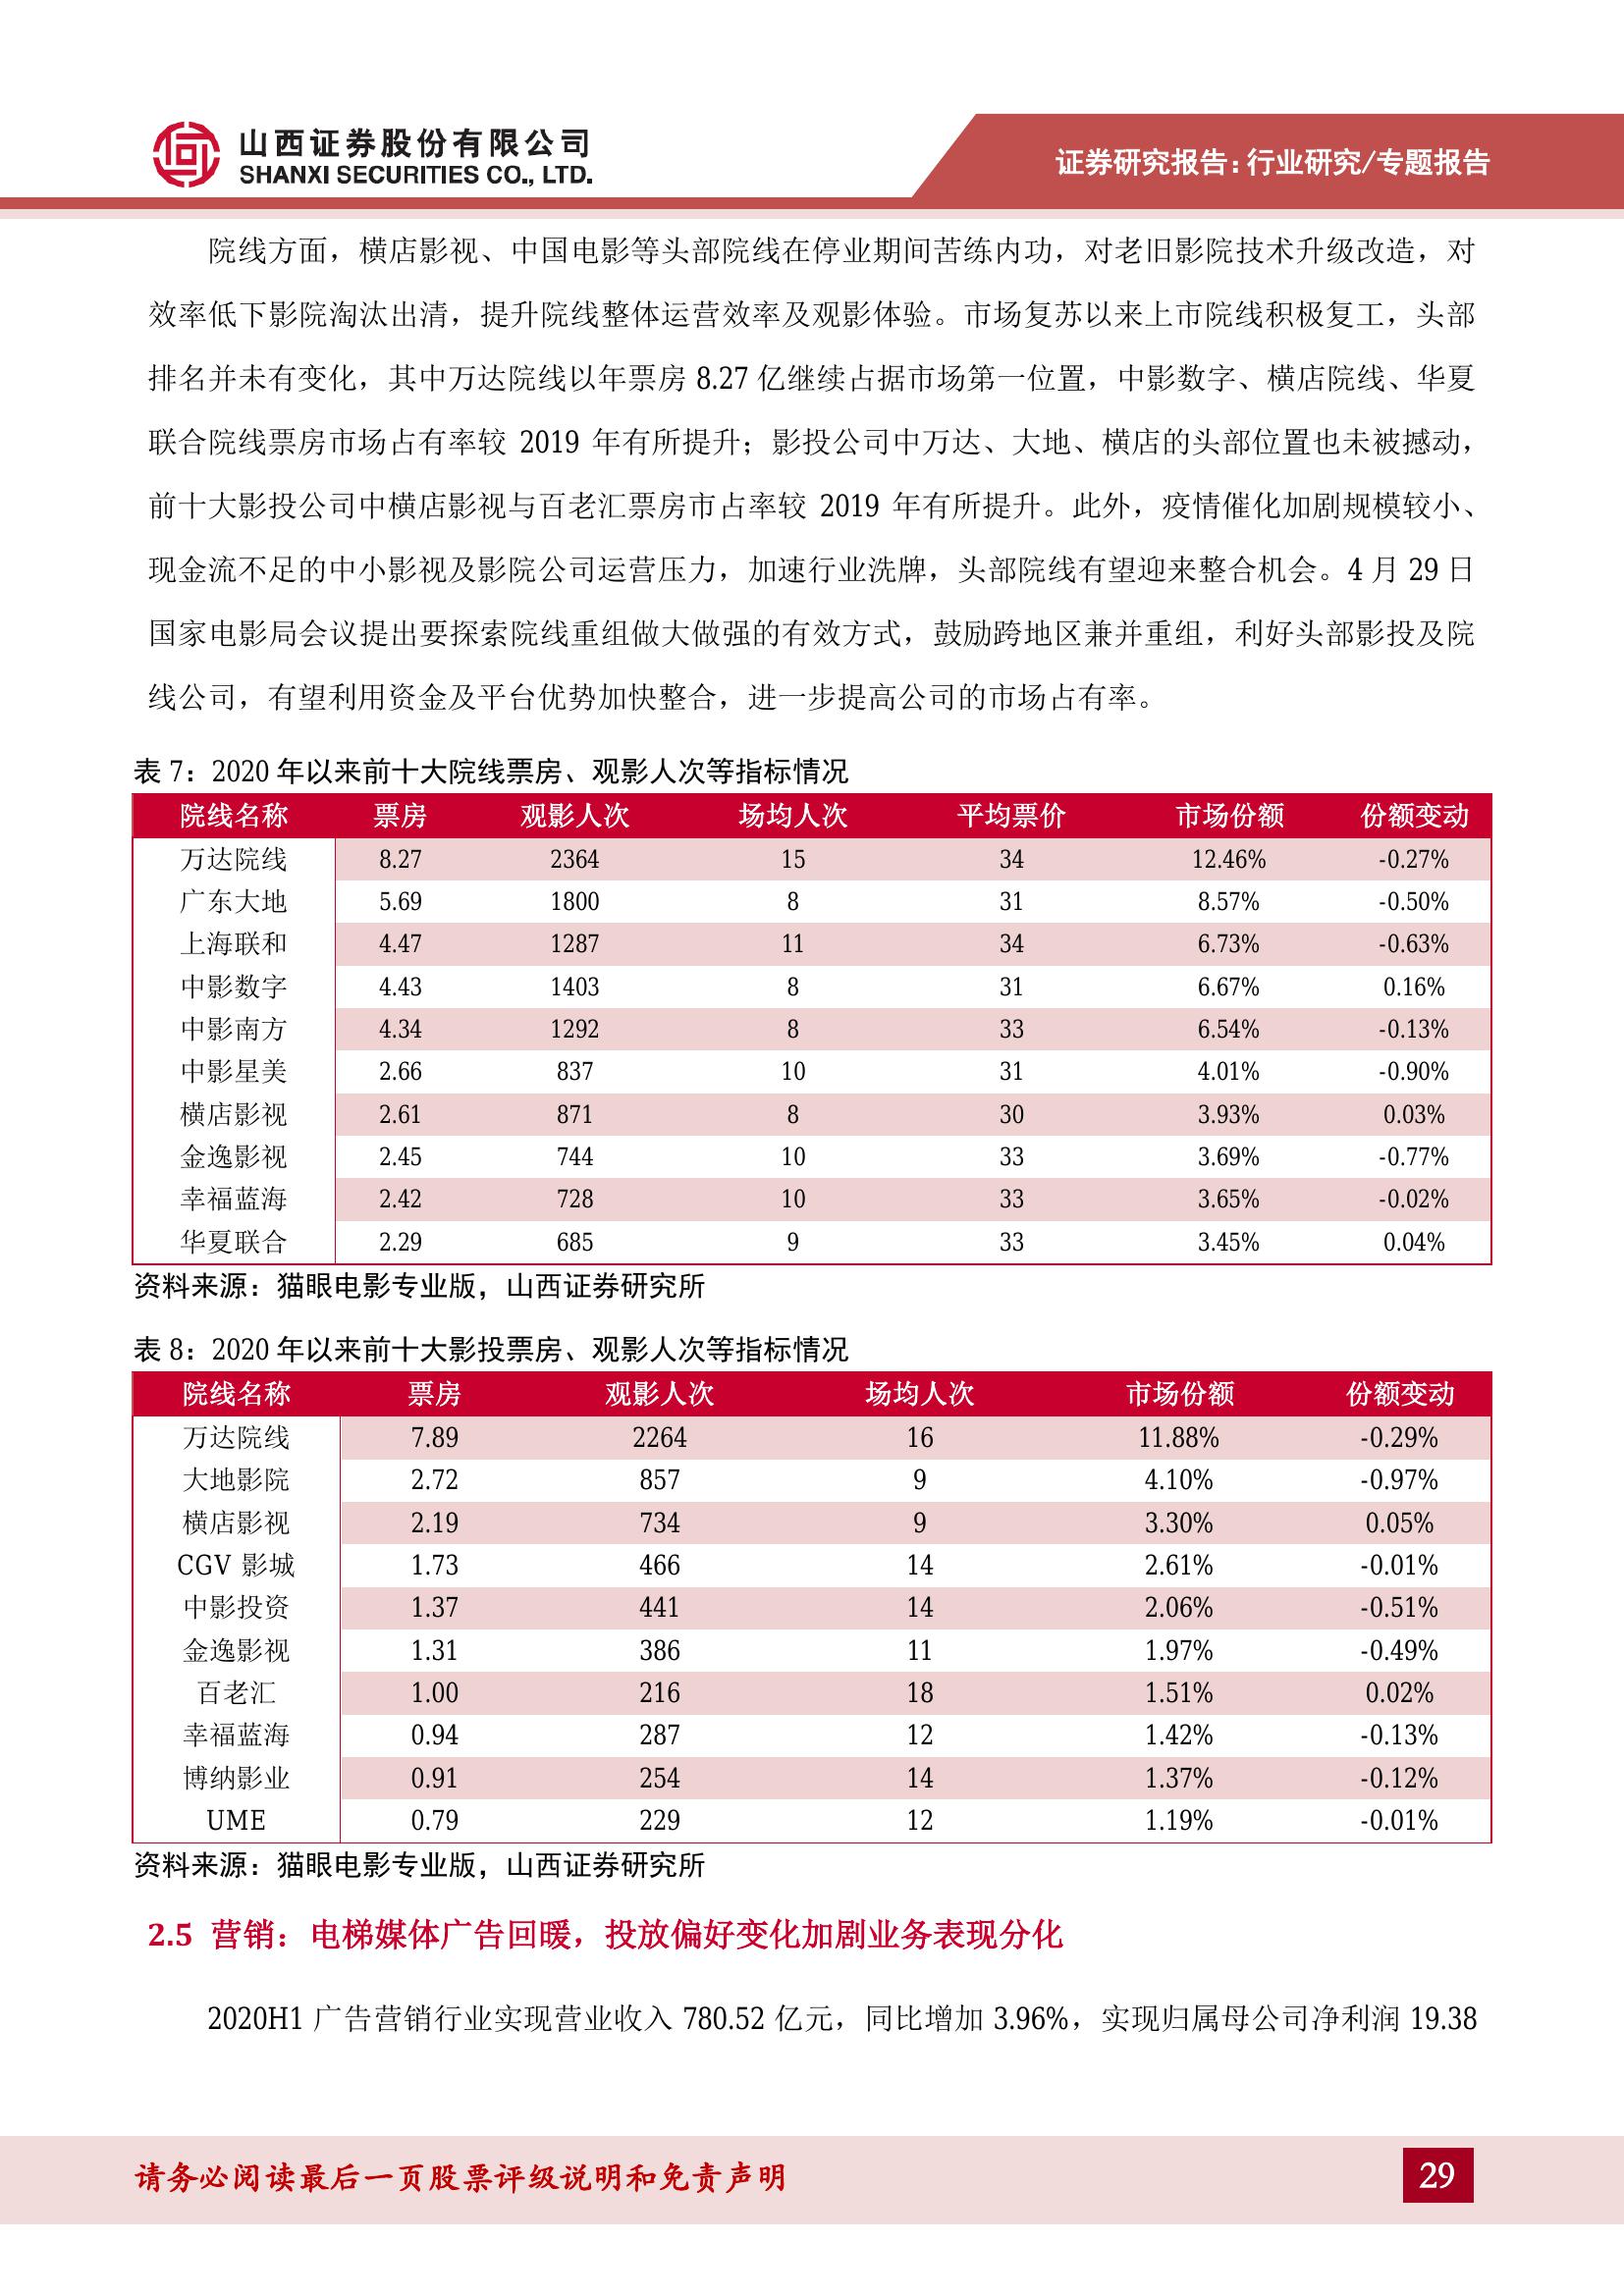 山西证券股份有限公司
SHANXI SECURITIES CO., LTD.
证券研究报告:行业研究/专题报告
院线方面，横店影视、中国电影等头部院线在停业期间苦练内功，对老旧影院技术升级改造，对
效率低下影院淘汰出清，提升院线整体运营效率及观影体验。市场复苏以来上市院线积极复工，头部
排名并未有变化，其中万达院线以年票房 8.27 亿继续占据市场第一位置，中影数字、横店院线、华夏
联合院线票房市场占有率较 2019 年有所提升；影投公司中万达、大地、横店的头部位置也未被撼动，
前十大影投公司中横店影视与百老汇票房市占率较 2019 年有所提升。此外，疫情催化加剧规模较小、
现金流不足的中小影视及影院公司运营压力，加速行业洗牌，头部院线有望迎来整合机会。4 月 29 日
国家电影局会议提出要探索院线重组做大做强的有效方式，鼓励跨地区兼并重组，利好头部影投及院
线公司，有望利用资金及平台优势加快整合，进一步提高公司的市场占有率。
表 7：2020 年以来前十大院线票房、观影人次等指标情况
院线名称 票房 观影人次 场均人次 平均票价 市场份额 份额变动
万达院线 8.27 2364 15 34 12.46% -0.27%
广东大地 5.69 1800 8 31 8.57% -0.50%
上海联和 4.47 1287 11 34 6.73% -0.63%
中影数字 4.43 1403 8 31 6.67% 0.16%
中影南方 4.34 1292 8 33 6.54% -0.13%
中影星美 2.66 837 10 31 4.01% -0.90%
横店影视 2.61 871 8 30 3.93% 0.03%
金逸影视 2.45 744 10 33 3.69% -0.77%
幸福蓝海 2.42 728 10 33 3.65% -0.02%
华夏联合 2.29 685 9 33 3.45% 0.04%
资料来源：猫眼电影专业版，山西证券研究所
表 8：2020 年以来前十大影投票房、观影人次等指标情况
院线名称 票房 观影人次 场均人次 市场份额 份额变动
万达院线 7.89 2264 16 11.88% -0.29%
大地影院 2.72 857 9 4.10% -0.97%
横店影视 2.19 734 9 3.30% 0.05%
CGV 影城 1.73 466 14 2.61% -0.01%
中影投资 1.37 441 14 2.06% -0.51%
金逸影视 1.31 386 11 1.97% -0.49%
百老汇 1.00 216 18 1.51% 0.02%
幸福蓝海 0.94 287 12 1.42% -0.13%
博纳影业 0.91 254 14 1.37% -0.12%
UME 0.79 229 12 1.19% -0.01%
资料来源：猫眼电影专业版，山西证券研究所
2.5 营销：电梯媒体广告回暖，投放偏好变化加剧业务表现分化
2020H1 广告营销行业实现营业收入 780.52 亿元，同比增加 3.96%，实现归属母公司净利润 19.38
请务必阅读最后一页股票评级说明和免责声明
29